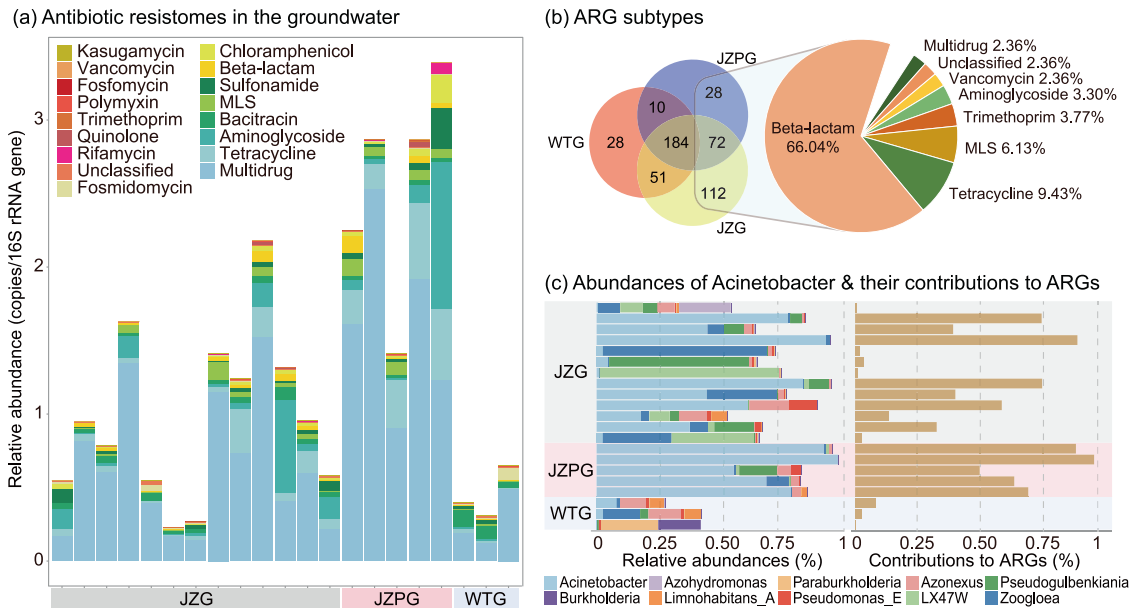 (a) Antibiotic resistomes in the groundwater
Relative abundance (copies/16S rRNA gene)
3
2
1
0
Kasugamycin
Vancomycin
Fosfomycin
Polymyxin
Trimethoprim
Quinolone
Rifamycin
Unclassified
Fosmidomycin
Chloramphenicol
Beta-lactam
Sulfonamide
MLS
Bacitracin
Aminoglycoside
Tetracycline
Multidrug
JZG
JZPG
WTG
(b) ARG subtypes
JZPG
WTG
JZG
28
10
28
184
72
51
112
Beta-lactam
66.04%
Multidrug 2.36%
Unclassified 2.36%
Vancomycin 2.36%
Aminoglycoside 3.30%
Trimethoprim 3.77%
MLS 6.13%
Tetracycline 9.43%
(c) Abundances of Acinetobacter & their contributions to ARGs
JZG
JZPG
WTG
0 0.25 0.50 0.75 1
Relative abundances (%)
0 0.25 0.50 0.75 1
Contributions to ARGs (%)
Acinetobacter
Azohydromonas
Paraburkholderia
Azonexus
Pseudogulbenkiania
Burkholderia
Limnohabitans_A
Pseudomonas_E
LX47W
Zoogloea